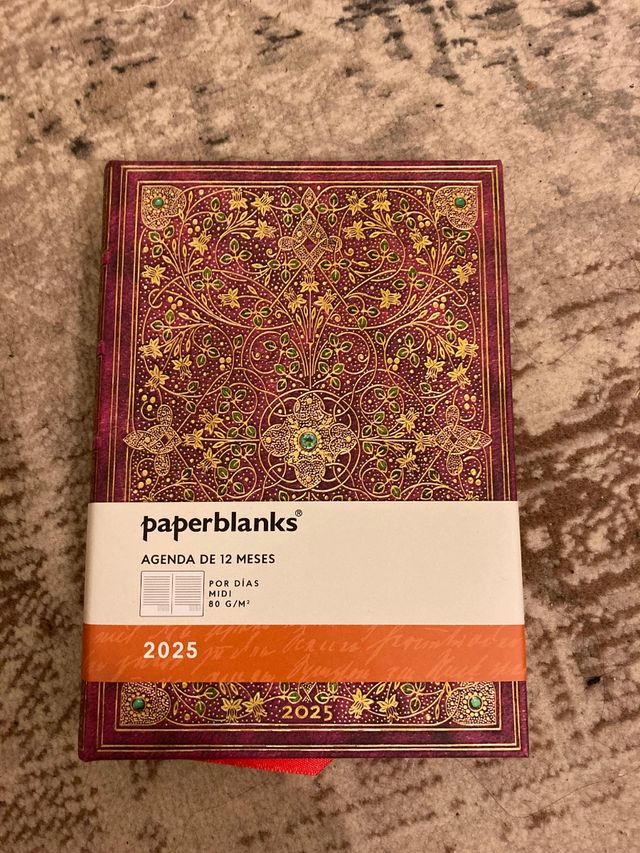 paperblanks®
AGENDA DE 12 MESES
POR DÍAS
MIDI
80 G/M²
2025
2025